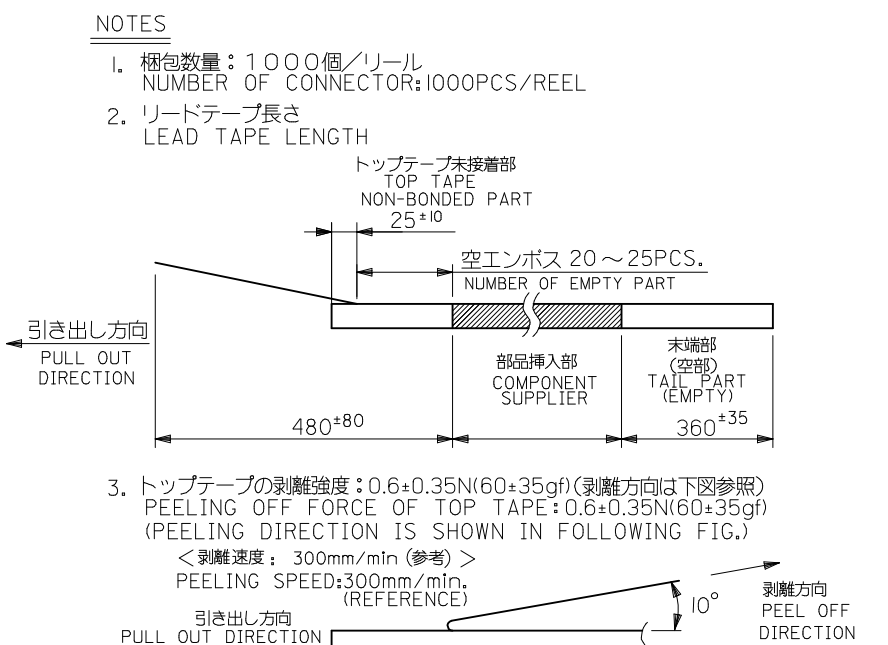 NOTES
1. 梱包数量：1000個／リール
NUMBER OF CONNECTOR:1000PCS/REEL
2. リードテープ長さ
LEAD TAPE LENGTH
トップテープ未接着部
TOP TAPE
NON-BONDED PART
25±10
空エンボス 20～25PCS.
NUMBER OF EMPTY PART
引き出し方向
PULL OUT
DIRECTION
部品挿入部
COMPONENT
SUPPLIER
末端部
(空部)
TAIL PART
(EMPTY)
480±80
360±35
3. トップテープの剥離強度：0.6±0.35N(60±35gf)(剥離方向は下図参照)
PEELING OFF FORCE OF TOP TAPE:0.6±0.35N(60±35gf)
(PEELING DIRECTION IS SHOWN IN FOLLOWING FIG.)
＜剥離速度： 300mm/min (参考) ＞
PEELING SPEED:300mm/min.
(REFERENCE)
引き出し方向
PULL OUT DIRECTION
10°
剥離方向
PEEL OFF
DIRECTION